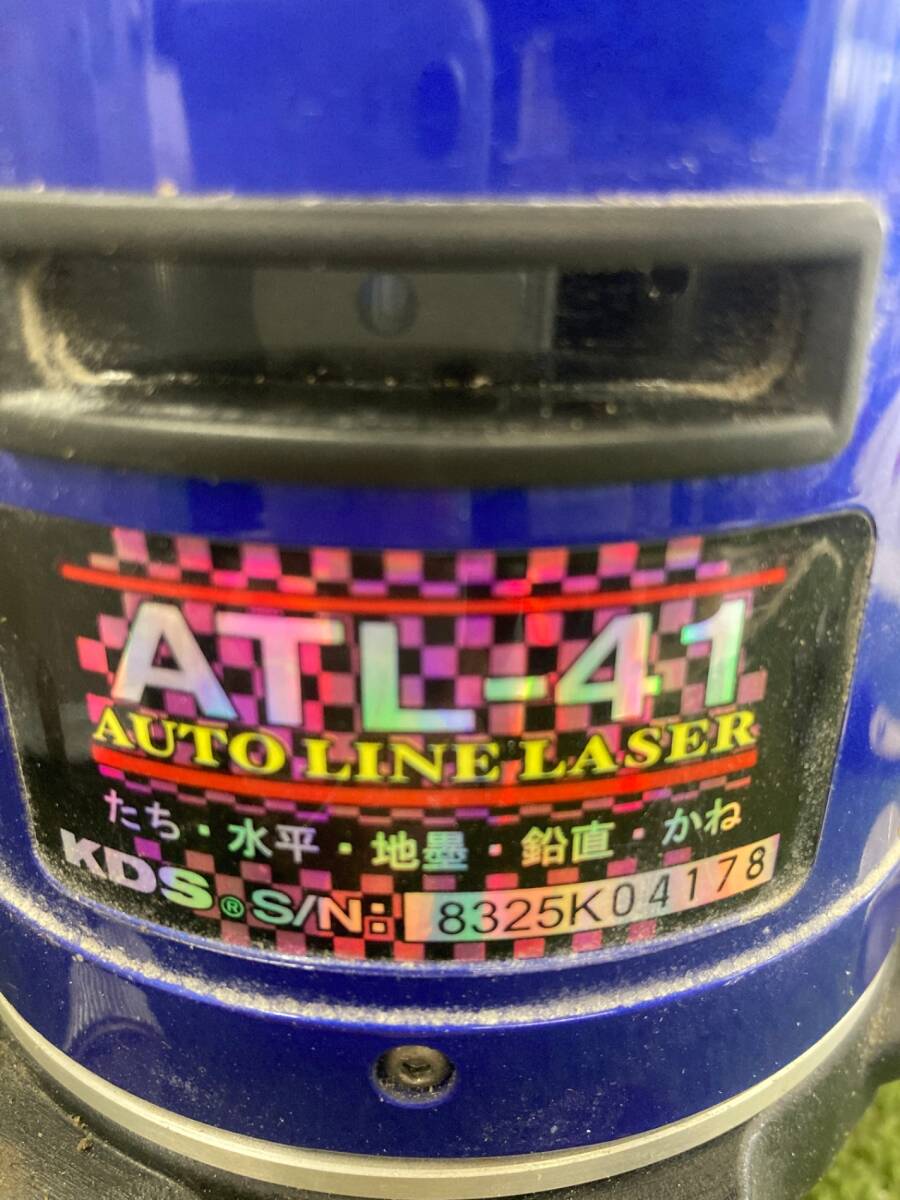 ATL-41
AUTO LINE LASER
たち・水平・地墨・鉛直・かね
KDS® S/N: 8325K04178